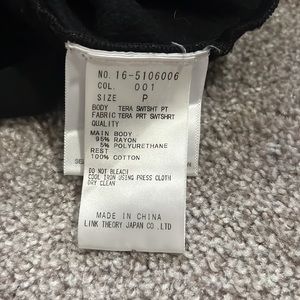 NO. 16-5106006
COL. 001
SIZE P
BODY TERA SWTSHT PT
FABRIC TERA PRT SWTSHRT
QUALITY
MAIN BODY
95% RAYON
5% POLYURETHANE
REST
100% COTTON
DO NOT BLEACH
COOL IRON USING PRESS CLOTH
DRY CLEAN
MADE IN CHINA
LINK THEORY JAPAN CO.,LTD